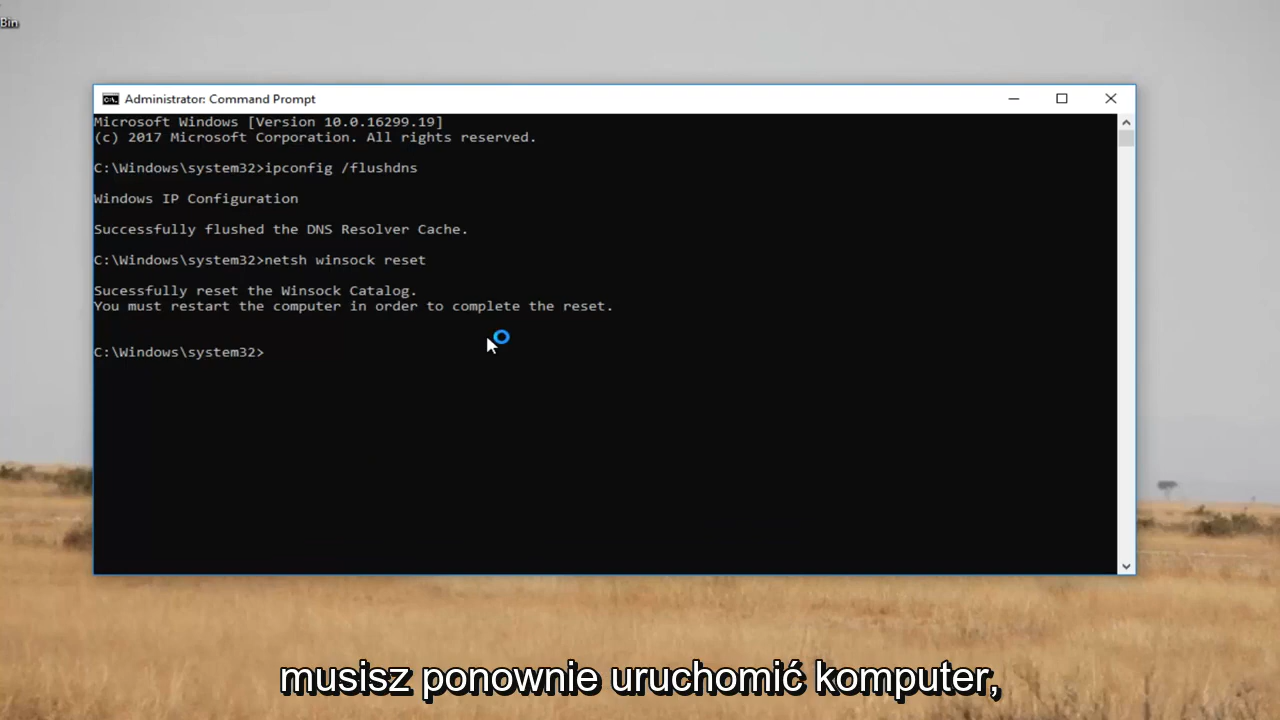 Bin
Administrator: Command Prompt
Microsoft Windows [Version 10.0.16299.19]
(c) 2017 Microsoft Corporation. All rights reserved.
C:\Windows\system32>ipconfig /flushdns
Windows IP Configuration
Successfully flushed the DNS Resolver Cache.
C:\Windows\system32>netsh winsock reset
Sucessfully reset the Winsock Catalog.
You must restart the computer in order to complete the reset.
C:\Windows\system32>
musisz ponownie uruchomić komputer,